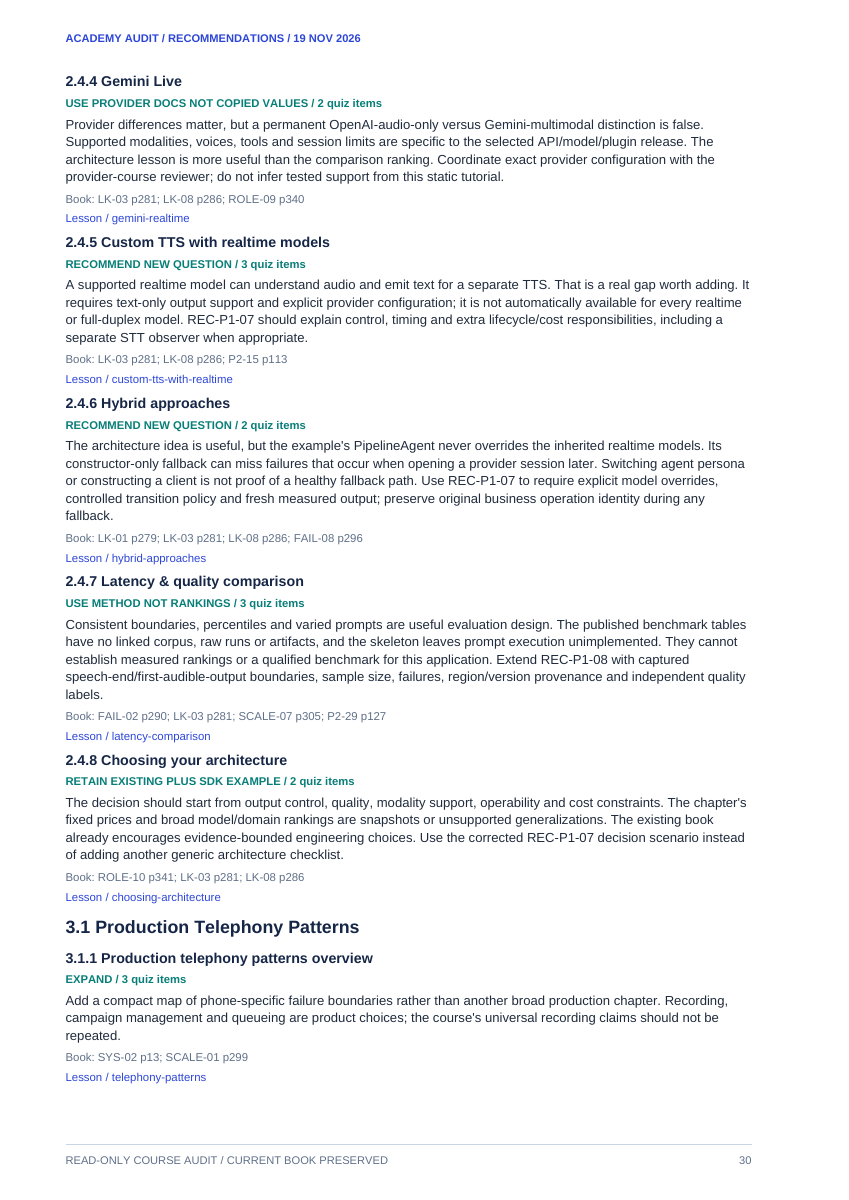 ACADEMY AUDIT / RECOMMENDATIONS / 19 NOV 2026
2.4.4 Gemini Live
USE PROVIDER DOCS NOT COPIED VALUES / 2 quiz items
Provider differences matter, but a permanent OpenAI-audio-only versus Gemini-multimodal distinction is false.
Supported modalities, voices, tools and session limits are specific to the selected API/model/plugin release. The
architecture lesson is more useful than the comparison ranking. Coordinate exact provider configuration with the
provider-course reviewer; do not infer tested support from this static tutorial.
Book: LK-03 p281; LK-08 p286; ROLE-09 p340
Lesson / gemini-realtime
2.4.5 Custom TTS with realtime models
RECOMMEND NEW QUESTION / 3 quiz items
A supported realtime model can understand audio and emit text for a separate TTS. That is a real gap worth adding. It
requires text-only output support and explicit provider configuration; it is not automatically available for every realtime
or full-duplex model. REC-P1-07 should explain control, timing and extra lifecycle/cost responsibilities, including a
separate STT observer when appropriate.
Book: LK-03 p281; LK-08 p286; P2-15 p113
Lesson / custom-tts-with-realtime
2.4.6 Hybrid approaches
RECOMMEND NEW QUESTION / 2 quiz items
The architecture idea is useful, but the example's PipelineAgent never overrides the inherited realtime models. Its
constructor-only fallback can miss failures that occur when opening a provider session later. Switching agent persona
or constructing a client is not proof of a healthy fallback path. Use REC-P1-07 to require explicit model overrides,
controlled transition policy and fresh measured output; preserve original business operation identity during any
fallback.
Book: LK-01 p279; LK-03 p281; LK-08 p286; FAIL-08 p296
Lesson / hybrid-approaches
2.4.7 Latency & quality comparison
USE METHOD NOT RANKINGS / 3 quiz items
Consistent boundaries, percentiles and varied prompts are useful evaluation design. The published benchmark tables
have no linked corpus, raw runs or artifacts, and the skeleton leaves prompt execution unimplemented. They cannot
establish measured rankings or a qualified benchmark for this application. Extend REC-P1-08 with captured
speech-end/first-audible-output boundaries, sample size, failures, region/version provenance and independent quality
labels.
Book: FAIL-02 p290; LK-03 p281; SCALE-07 p305; P2-29 p127
Lesson / latency-comparison
2.4.8 Choosing your architecture
RETAIN EXISTING PLUS SDK EXAMPLE / 2 quiz items
The decision should start from output control, quality, modality support, operability and cost constraints. The chapter's
fixed prices and broad model/domain rankings are snapshots or unsupported generalizations. The existing book
already encourages evidence-bounded engineering choices. Use the corrected REC-P1-07 decision scenario instead
of adding another generic architecture checklist.
Book: ROLE-10 p341; LK-03 p281; LK-08 p286
Lesson / choosing-architecture
3.1 Production Telephony Patterns
3.1.1 Production telephony patterns overview
EXPAND / 3 quiz items
Add a compact map of phone-specific failure boundaries rather than another broad production chapter. Recording,
campaign management and queueing are product choices; the course's universal recording claims should not be
repeated.
Book: SYS-02 p13; SCALE-01 p299
Lesson / telephony-patterns
READ-ONLY COURSE AUDIT / CURRENT BOOK PRESERVED
30